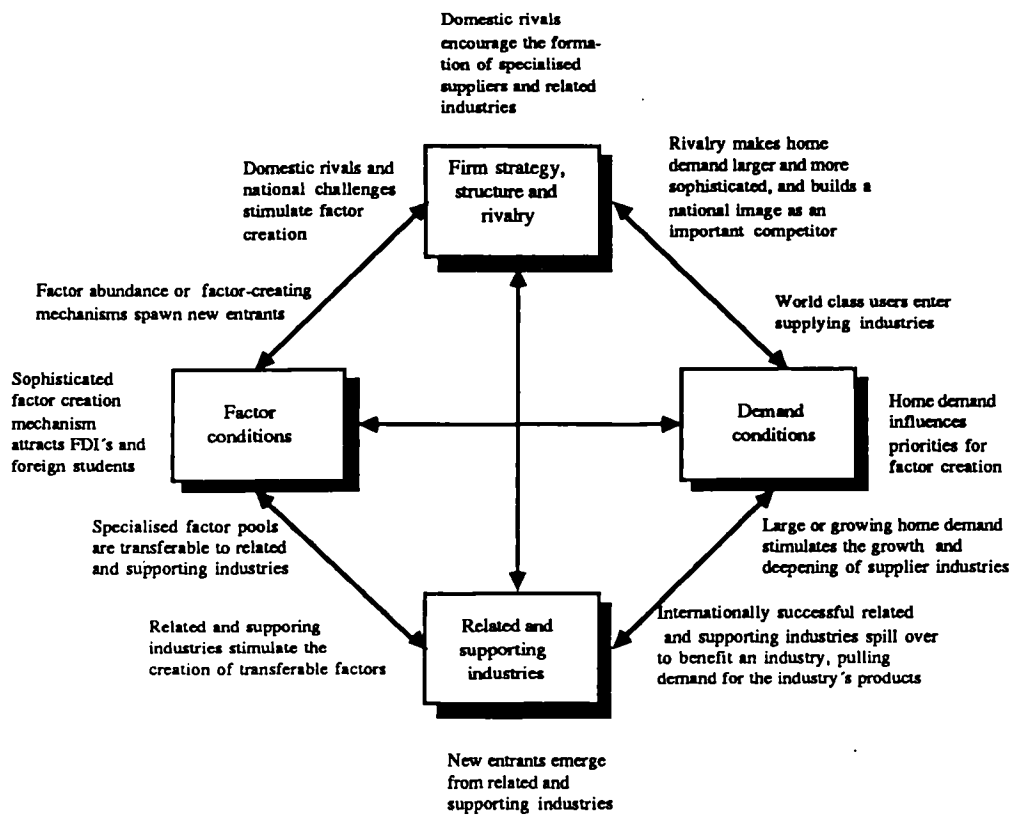 Domestic rivals
encourage the forma-
tion of specialised
suppliers and related
industries
Domestic rivals and
national challenges
stimulate factor
creation
Firm strategy,
structure and
rivalry
Rivalry makes home
demand larger and more
sophisticated, and builds a
national image as an
important competitor
Factor abundance or factor-creating
mechanisms spawn new entrants
World class users enter
supplying industries
Sophisticated
factor creation
mechanism
attracts FDI´s and
foreign students
Factor
conditions
Demand
conditions
Home demand
influences
priorities for
factor creation
Specialised factor pools
are transferable to related
and supporting industries
Large or growing home demand
stimulates the growth and
deepening of supplier industries
Related and supporing
industries stimulate the
creation of transferable factors
Related and
supporting
industries
Internationally successful related
and supporting industries spill over
to benefit an industry, pulling
demand for the industry´s products
New entrants emerge
from related and
supporting industries